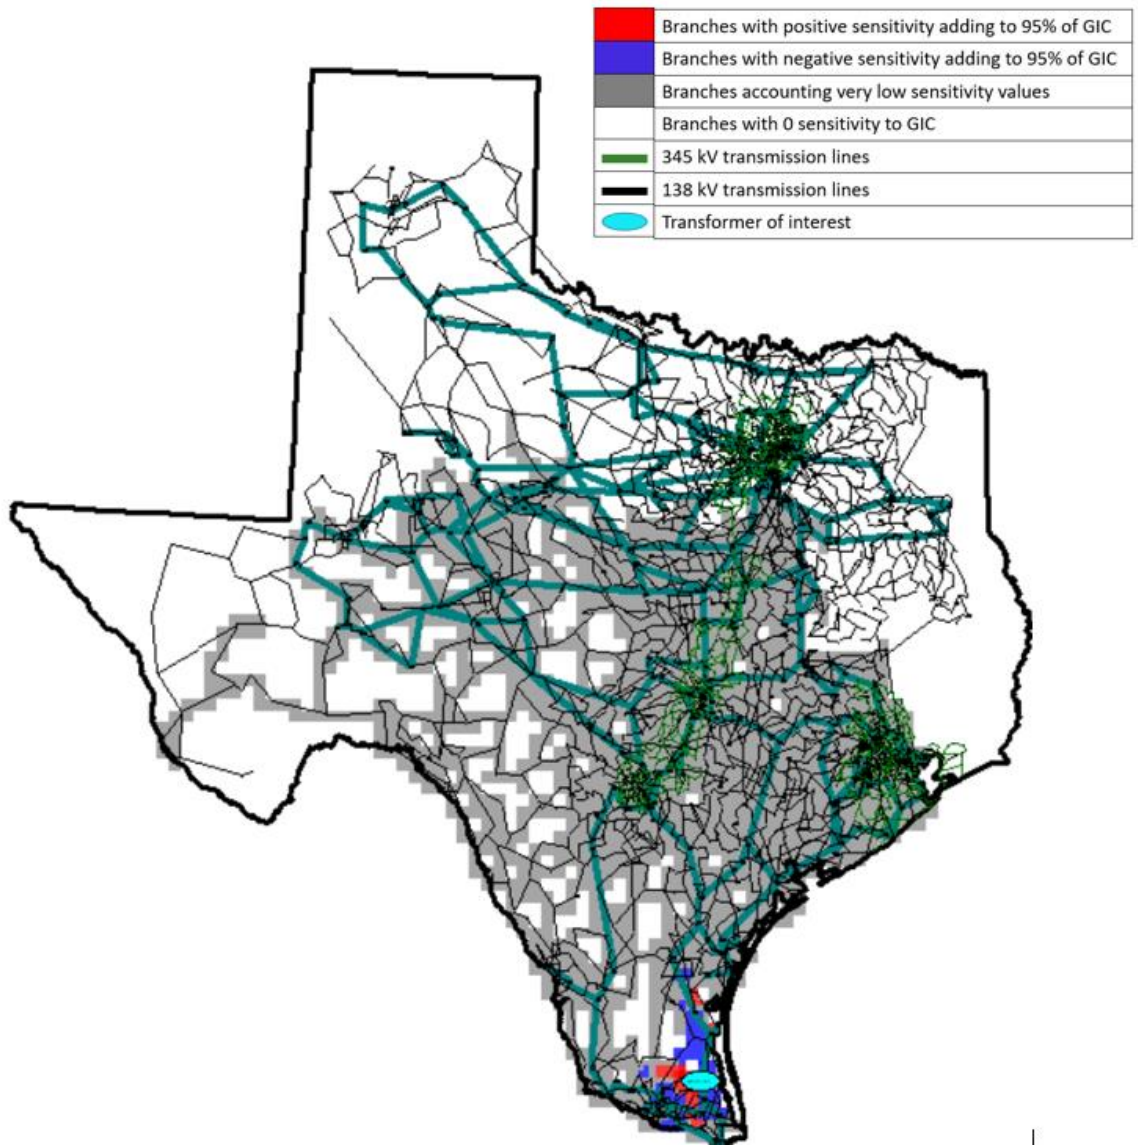 Branches with positive sensitivity adding to 95% of GIC
Branches with negative sensitivity adding to 95% of GIC
Branches accounting very low sensitivity values
Branches with 0 sensitivity to GIC
345 kV transmission lines
138 kV transmission lines
Transformer of interest